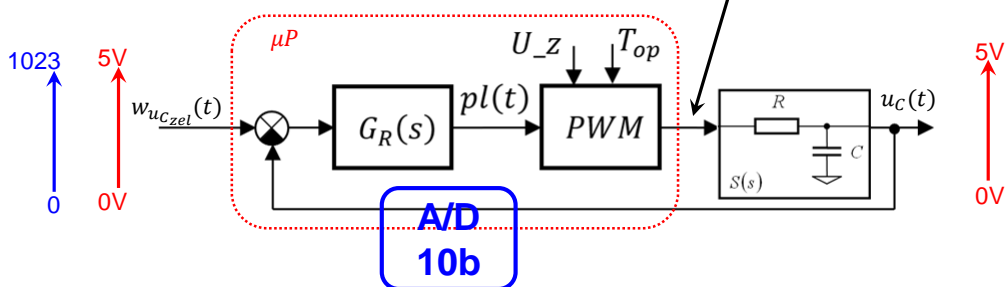 μP
1023
5V
U_z
T_op
5V
w_{u_{C_{zel}}}(t)
G_R(s)
pl(t)
PWM
R
C
S(s)
u_C(t)
0
0V
0V
A/D
10b